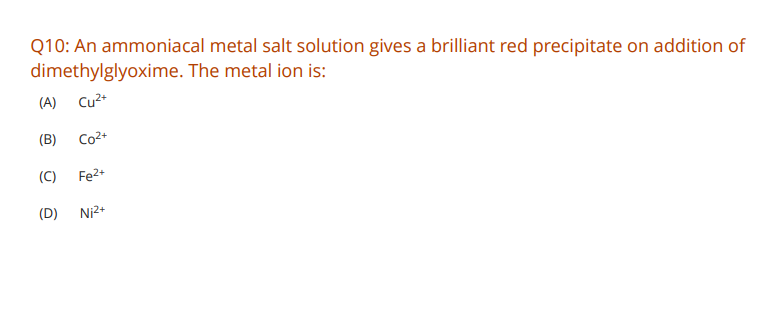 Q10: An ammoniacal metal salt solution gives a brilliant red precipitate on addition of
dimethylglyoxime. The metal ion is:
(A) Cu²⁺
(B) Co²⁺
(C) Fe²⁺
(D) Ni²⁺